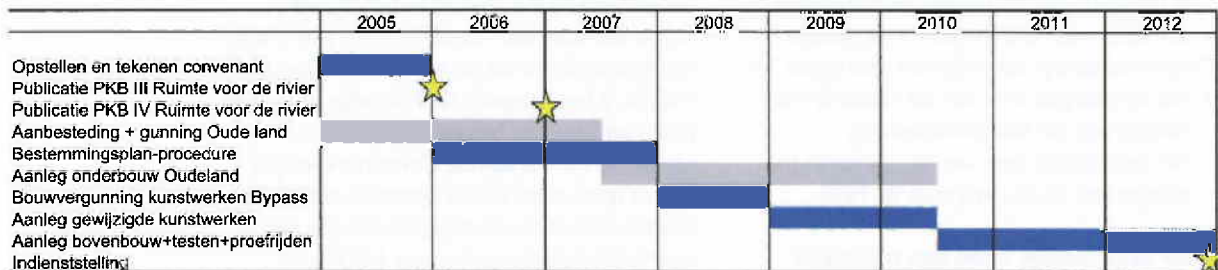 2005 2006 2007 2008 2009 2010 2011 2012
Opstellen en tekenen convenant
Publicatie PKB III Ruimte voor de rivier
Publicatie PKB IV Ruimte voor de rivier
Aanbesteding + gunning Oude land
Bestemmingsplan-procedure
Aanleg onderbouw Oudeland
Bouwvergunning kunstwerken Bypass
Aanleg gewijzigde kunstwerken
Aanleg bovenbouw+testen+proefrijden
Indienststelling